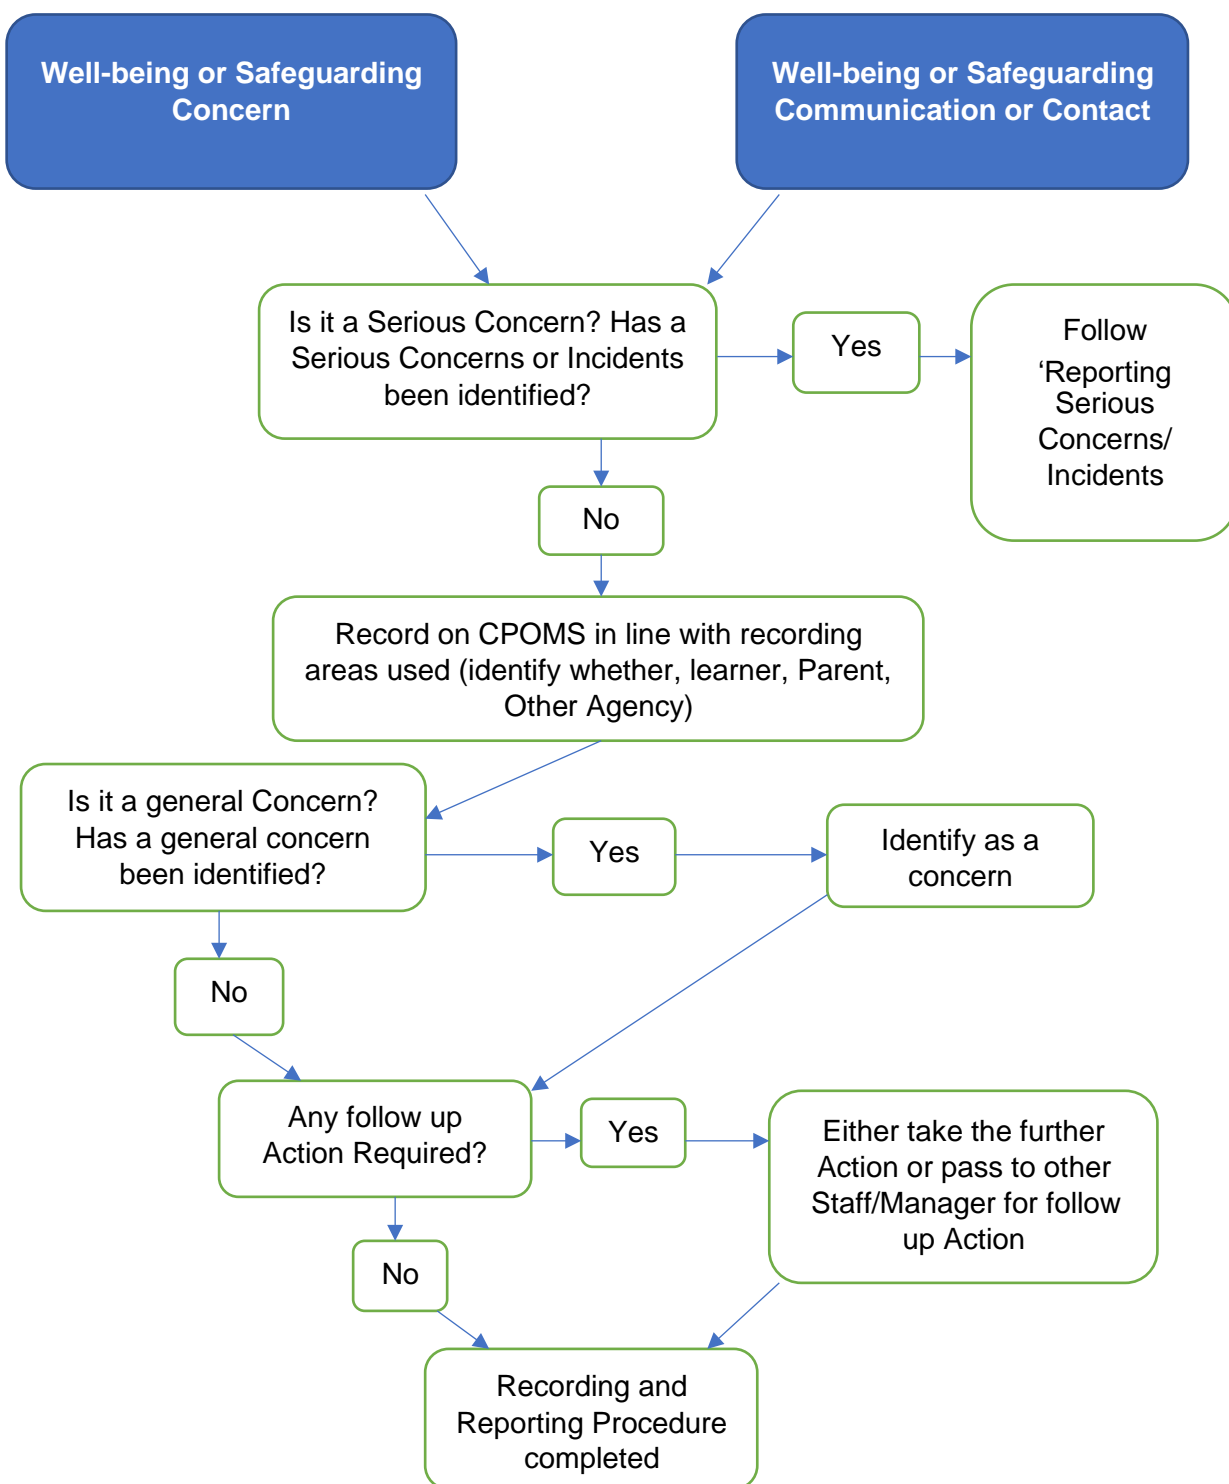 Well-being or Safeguarding
Concern
Well-being or Safeguarding
Communication or Contact
Is it a Serious Concern? Has a
Serious Concerns or Incidents
been identified?
Yes
Follow
‘Reporting
Serious
Concerns/
Incidents
No
Record on CPOMS in line with recording
areas used (identify whether, learner, Parent,
Other Agency)
Is it a general Concern?
Has a general concern
been identified?
Yes
Identify as a
concern
No
Any follow up
Action Required?
Yes
Either take the further
Action or pass to other
Staff/Manager for follow
up Action
No
Recording and
Reporting Procedure
completed